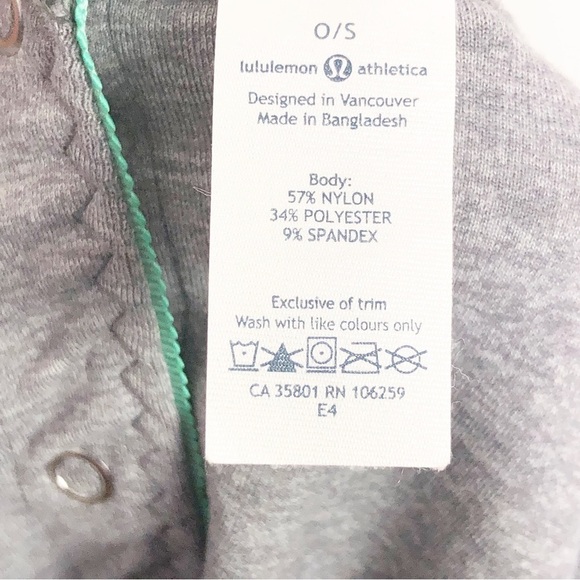 O/S
lululemon athletica
Designed in Vancouver
Made in Bangladesh
Body:
57% NYLON
34% POLYESTER
9% SPANDEX
Exclusive of trim
Wash with like colours only
CA 35801 RN 106259
E4